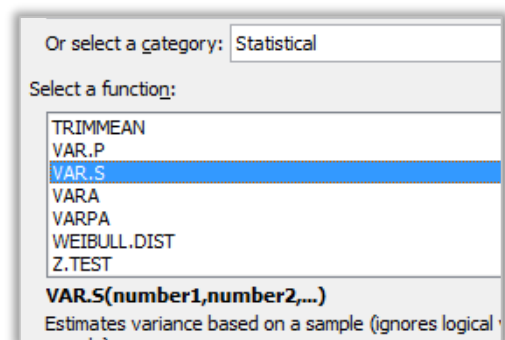 Or select a category: Statistical
Select a function:
TRIMMEAN
VAR.P
VAR.S
VARA
VARPA
WEIBULL.DIST
Z.TEST
VAR.S(number1,number2,...)
Estimates variance based on a sample (ignores logical